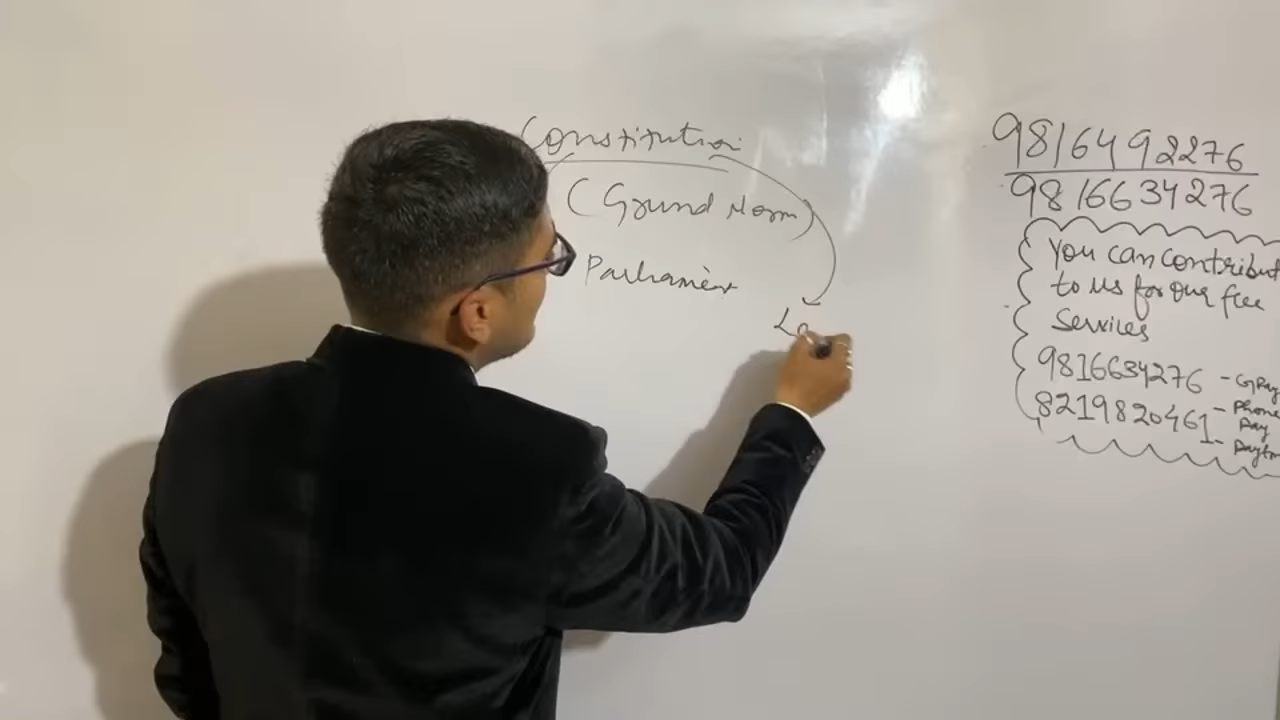 Constitution
(Grund Norm)
Parliament
La
9816492276
9816634276
You can contribut
to us for our free
Services
9816634276 - GPay
8219820461 - Phone
Pay
- Paytm